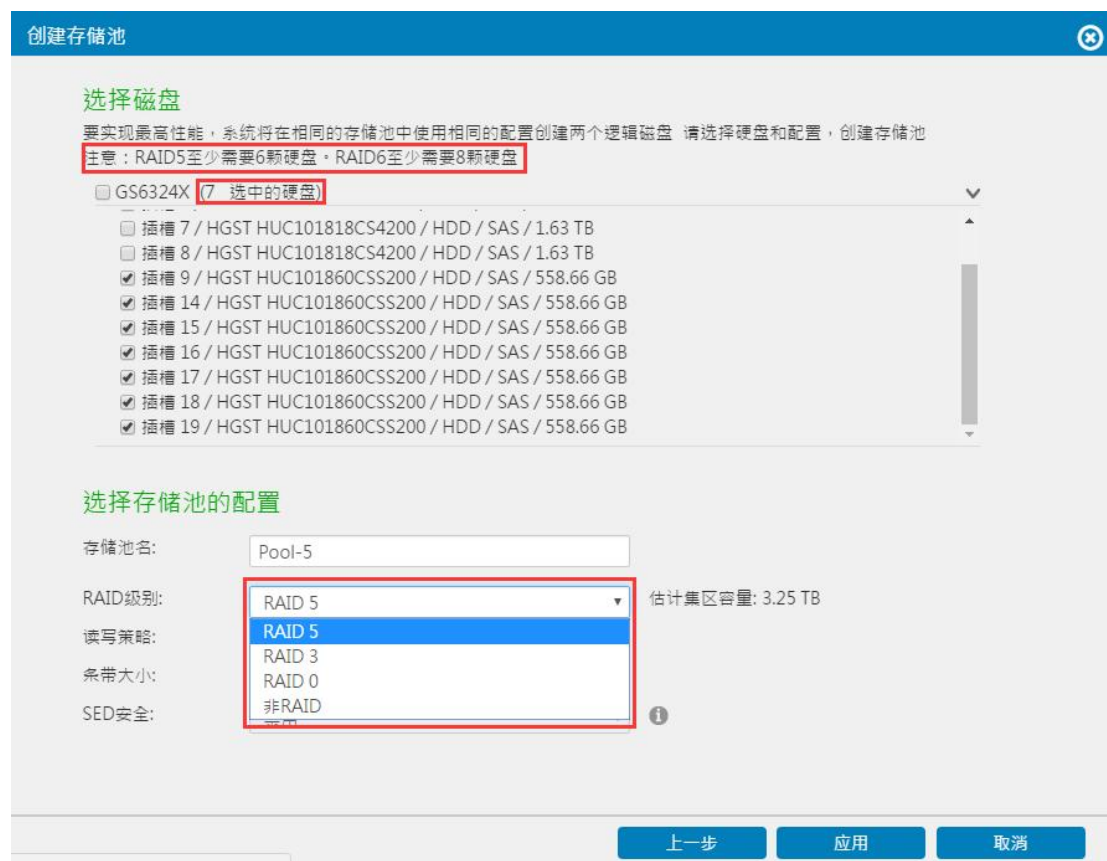 创建存储池
选择磁盘
要实现最高性能，系统将在相同的存储池中使用相同的配置创建两个逻辑磁盘 请选择硬盘和配置，创建存储池
注意：RAID5至少需要6颗硬盘。RAID6至少需要8颗硬盘
GS6324X (7 选中的硬盘)
插槽 7 / HGST HUC101818CS4200 / HDD / SAS / 1.63 TB
插槽 8 / HGST HUC101818CS4200 / HDD / SAS / 1.63 TB
插槽 9 / HGST HUC101860CSS200 / HDD / SAS / 558.66 GB
插槽 14 / HGST HUC101860CSS200 / HDD / SAS / 558.66 GB
插槽 15 / HGST HUC101860CSS200 / HDD / SAS / 558.66 GB
插槽 16 / HGST HUC101860CSS200 / HDD / SAS / 558.66 GB
插槽 17 / HGST HUC101860CSS200 / HDD / SAS / 558.66 GB
插槽 18 / HGST HUC101860CSS200 / HDD / SAS / 558.66 GB
插槽 19 / HGST HUC101860CSS200 / HDD / SAS / 558.66 GB
选择存储池的配置
存储池名: Pool-5
RAID级别: RAID 5 估计集区容量: 3.25 TB
读写策略: RAID 5
RAID 3
条带大小: RAID 0
SED安全: 非RAID
上一步 应用 取消